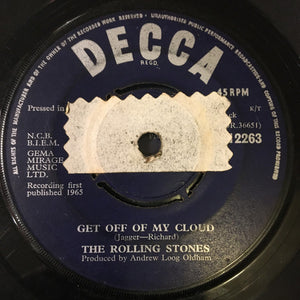 DECCA
REGD.
45 RPM
Pressed in
K/T
R.36651)
N.C.B.
B.I.E.M.
2263
GEMA
MIRAGE
MUSIC
LTD.
Recording first
published 1965
GET OFF OF MY CLOUD
(Jagger—Richard)
THE ROLLING STONES
Produced by Andrew Loog Oldham
ALL RIGHTS OF THE MANUFACTURER AND OF THE OWNER OF THE RECORDED WORK RESERVED
UNAUTHORISED PUBLIC PERFORMANCE BROADCASTING AND COPYING OF THIS RECORD PROHIBITED